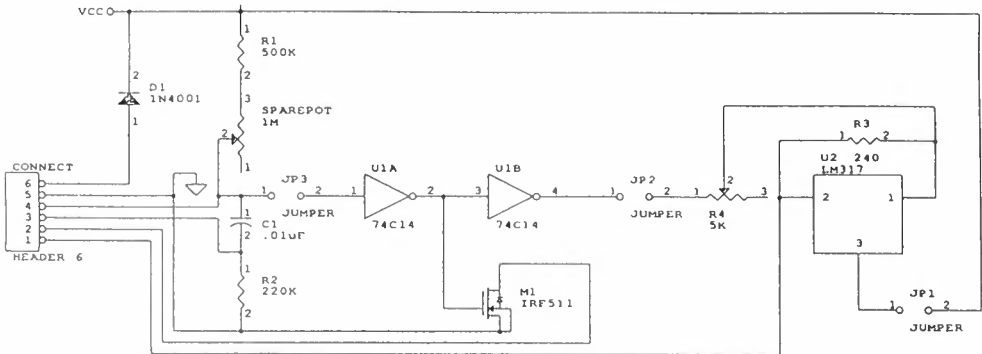 VCC
1
R1
500K
2
2
D1
1N4001
1
3
SPAREPOT
1M
2
1
CONNECT
6
5
4
3
2
1
HEADER 6
1
JP3
2
JUMPER
1
C1
.01uF
2
1
R2
220K
2
U1A
1
2
74C14
U1B
3
4
74C14
M1
IRF511
1
JP2
2
JUMPER
1
2
3
R4
5K
R3
1
2
U2 240
LM317
2
1
3
JP1
1
2
JUMPER